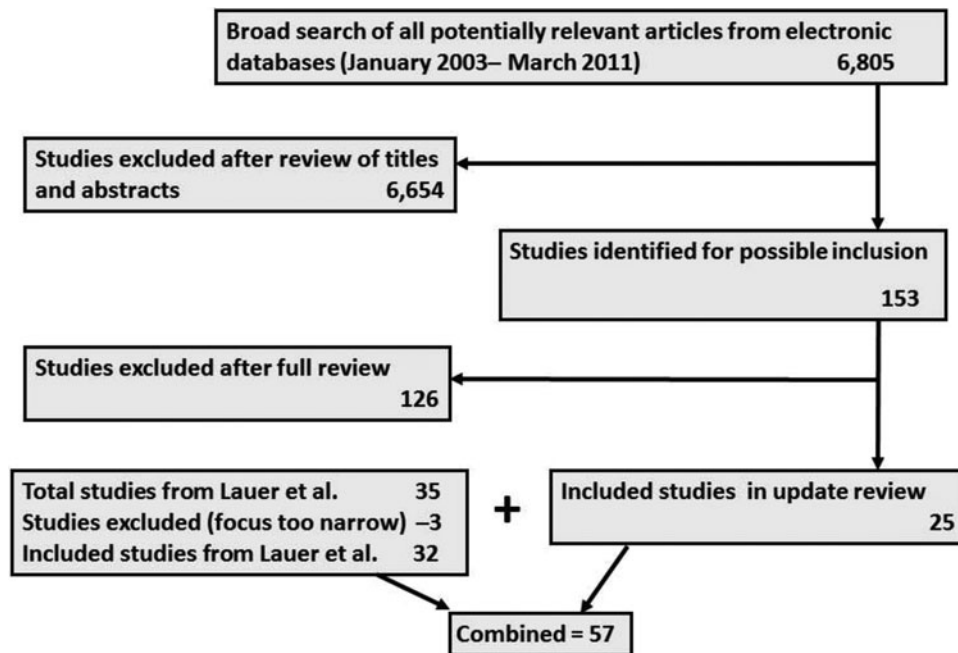 Broad search of all potentially relevant articles from electronic
databases (January 2003– March 2011) 6,805
Studies excluded after review of titles
and abstracts 6,654
Studies identified for possible inclusion
153
Studies excluded after full review
126
Total studies from Lauer et al. 35
Studies excluded (focus too narrow) –3
Included studies from Lauer et al. 32
+
Included studies in update review
25
Combined = 57